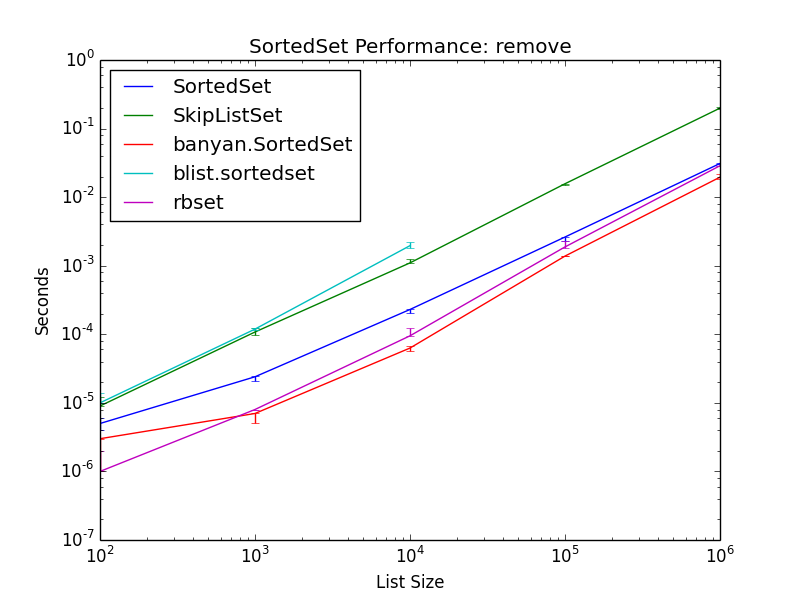 SortedSet Performance: remove
10^0
10^-1
10^-2
10^-3
10^-4
10^-5
10^-6
10^-7
Seconds
SortedSet
SkipListSet
banyan.SortedSet
blist.sortedset
rbset
10^2 10^3 10^4 10^5 10^6
List Size